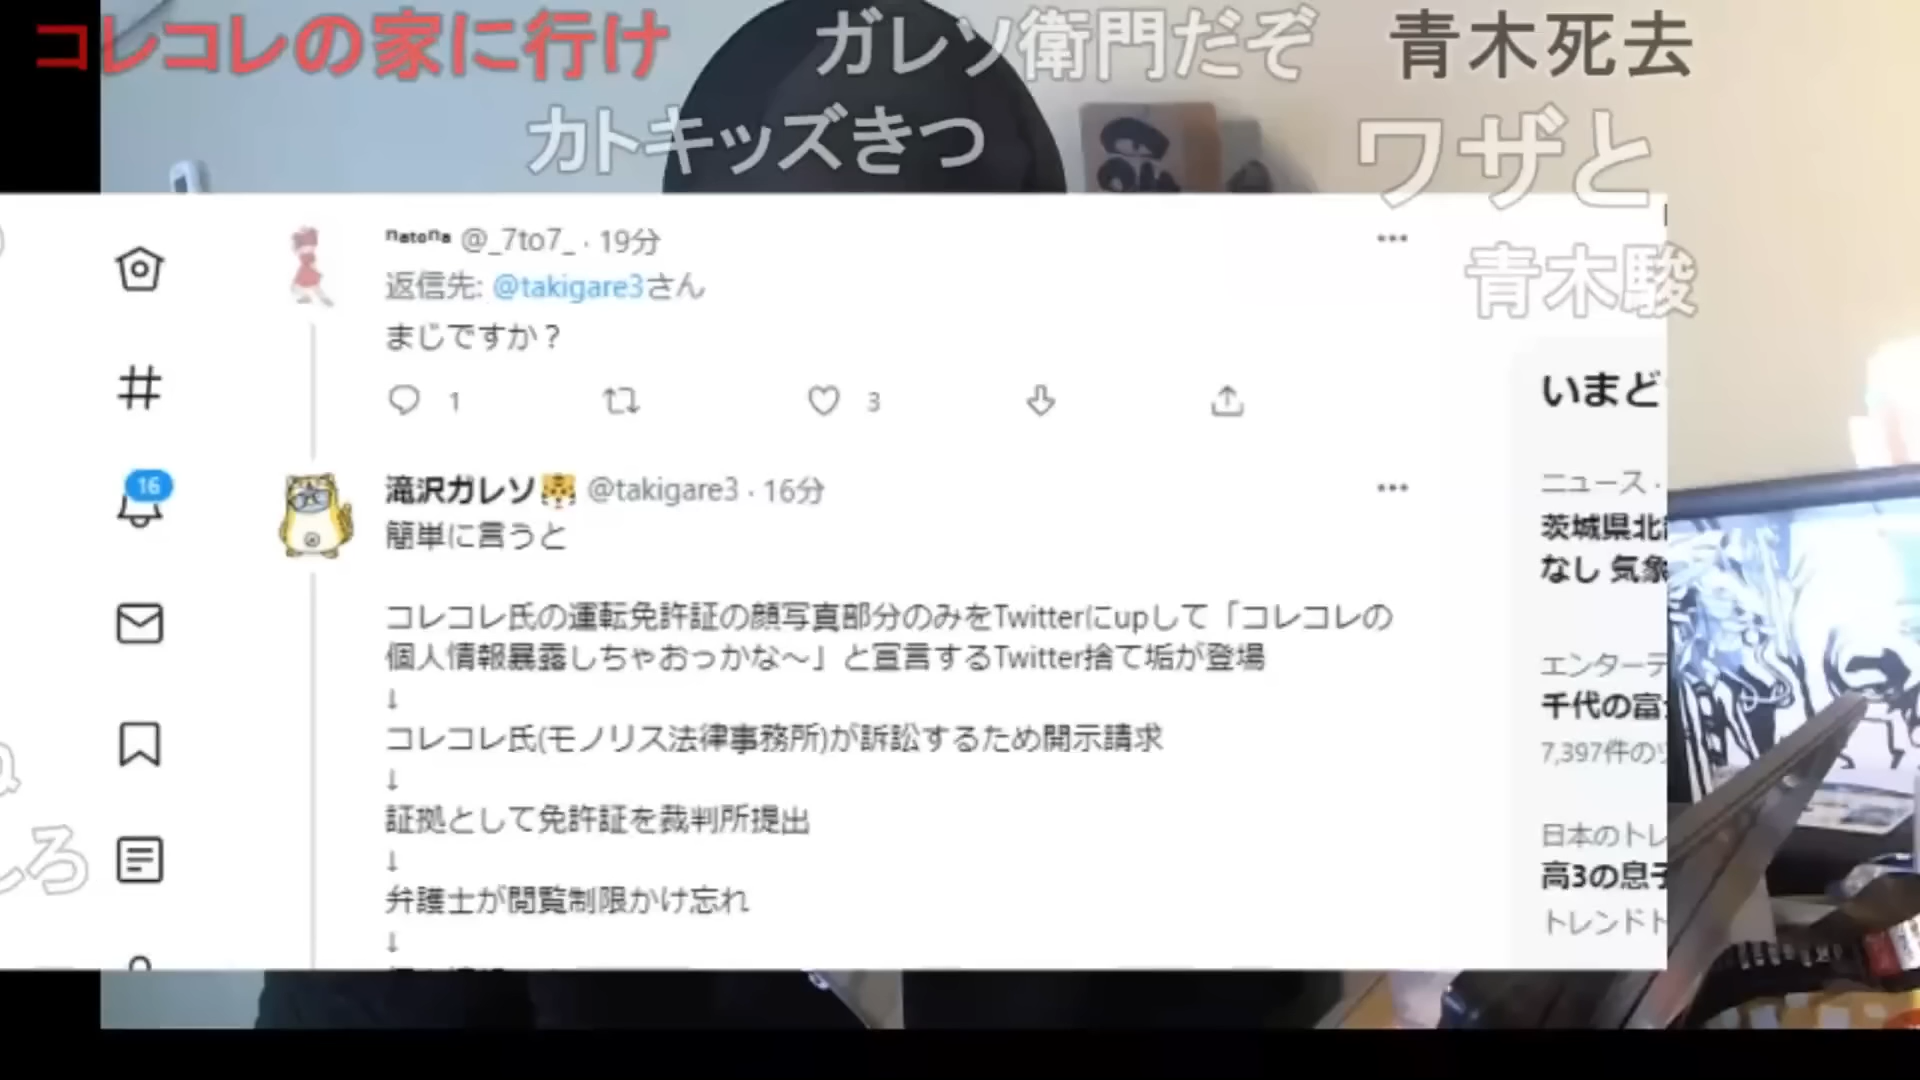 コレコレの家に行け
ガレソ衛門だぞ
青木死去
カトキッズきつ
ワザと
青木駿
ⁿᵃᵗᵒⁿᵃ @_7to7_ · 19分
返信先: @takigare3さん
まじですか？
1
3
16
滝沢ガレソ🐯 @takigare3 · 16分
簡単に言うと
コレコレ氏の運転免許証の顔写真部分のみをTwitterにupして「コレコレの
個人情報暴露しちゃおっかな〜」と宣言するTwitter捨て垢が登場
↓
コレコレ氏(モノリス法律事務所)が訴訟するため開示請求
↓
証拠として免許証を裁判所提出
↓
弁護士が閲覧制限かけ忘れ
↓
いまど
ニュース ·
茨城県北
なし 気象
エンターテ
千代の富
7,397件の
日本のトレ
高3の息子
トレンドト
しろ